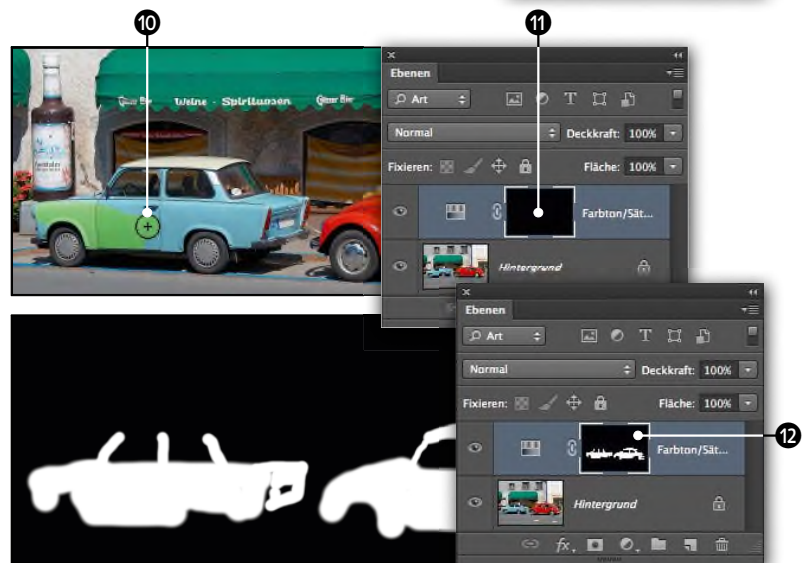 10
11
Weine - Spirituosen
Ebenen
Art
T
Normal
Deckkraft: 100%
Fixieren:
Fläche: 100%
Farbton/Sät...
Hintergrund
Ebenen
Art
T
Normal
Deckkraft: 100%
Fixieren:
Fläche: 100%
12
Farbton/Sät...
Hintergrund
fx